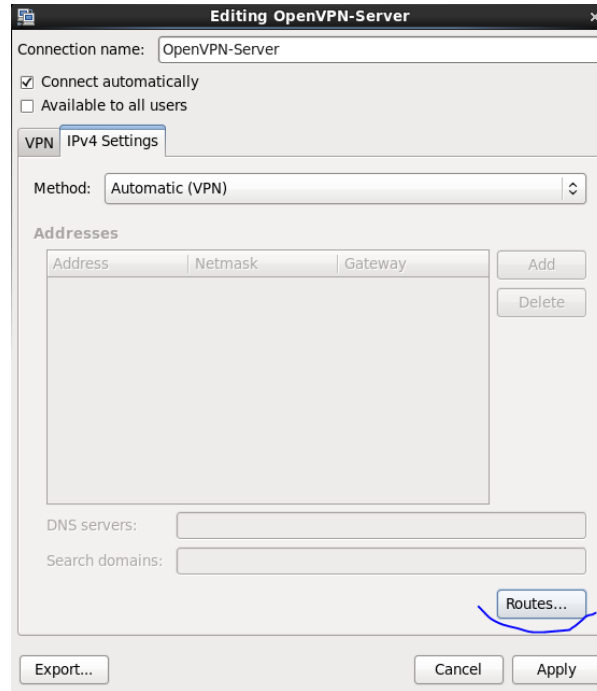 Editing OpenVPN-Server
Connection name: OpenVPN-Server
Connect automatically
Available to all users
VPN IPv4 Settings
Method: Automatic (VPN)
Addresses
Address Netmask Gateway Add
Delete
DNS servers:
Search domains:
Routes...
Export... Cancel Apply